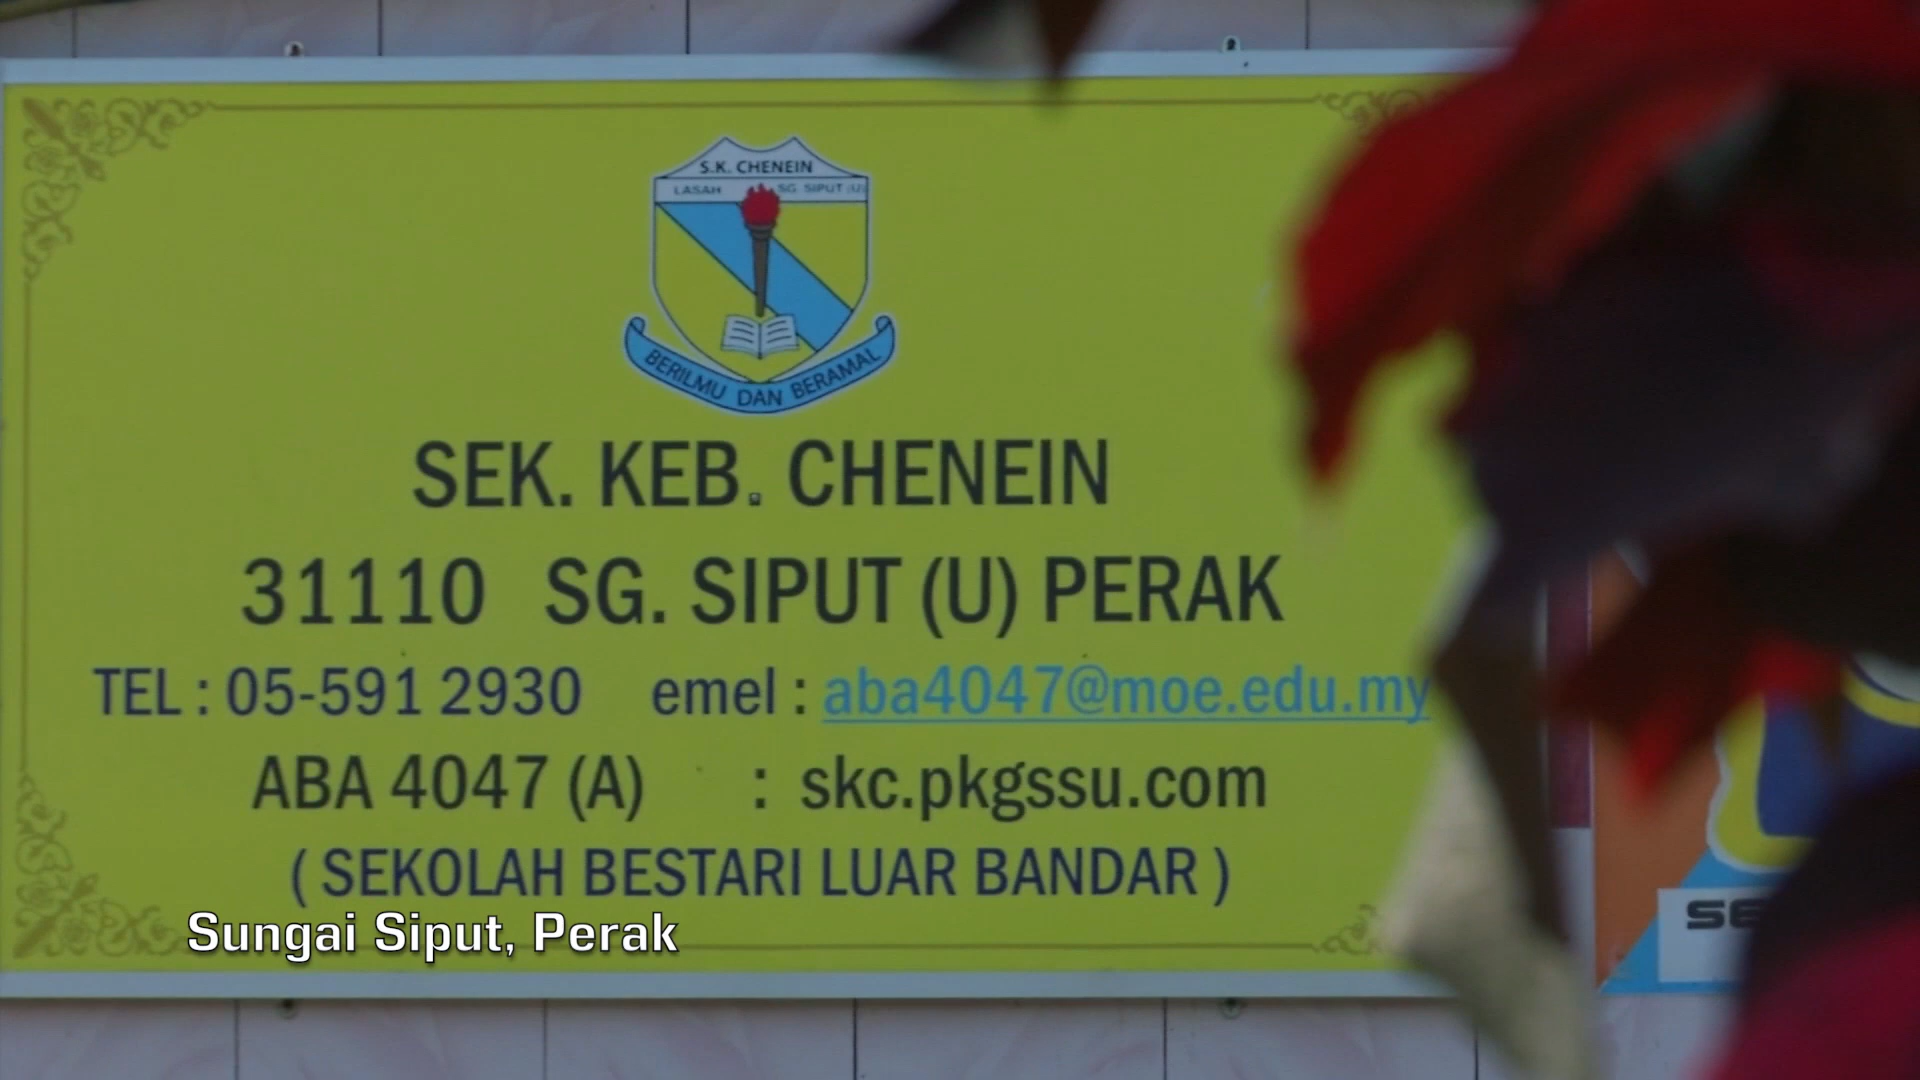 S.K. CHENEIN
LASAH SG. SIPUT (U)
BERILMU DAN BERAMAL
SEK. KEB. CHENEIN
31110 SG. SIPUT (U) PERAK
TEL : 05-591 2930 emel : aba4047@moe.edu.my
ABA 4047 (A) : skc.pkgssu.com
( SEKOLAH BESTARI LUAR BANDAR )
Sungai Siput, Perak